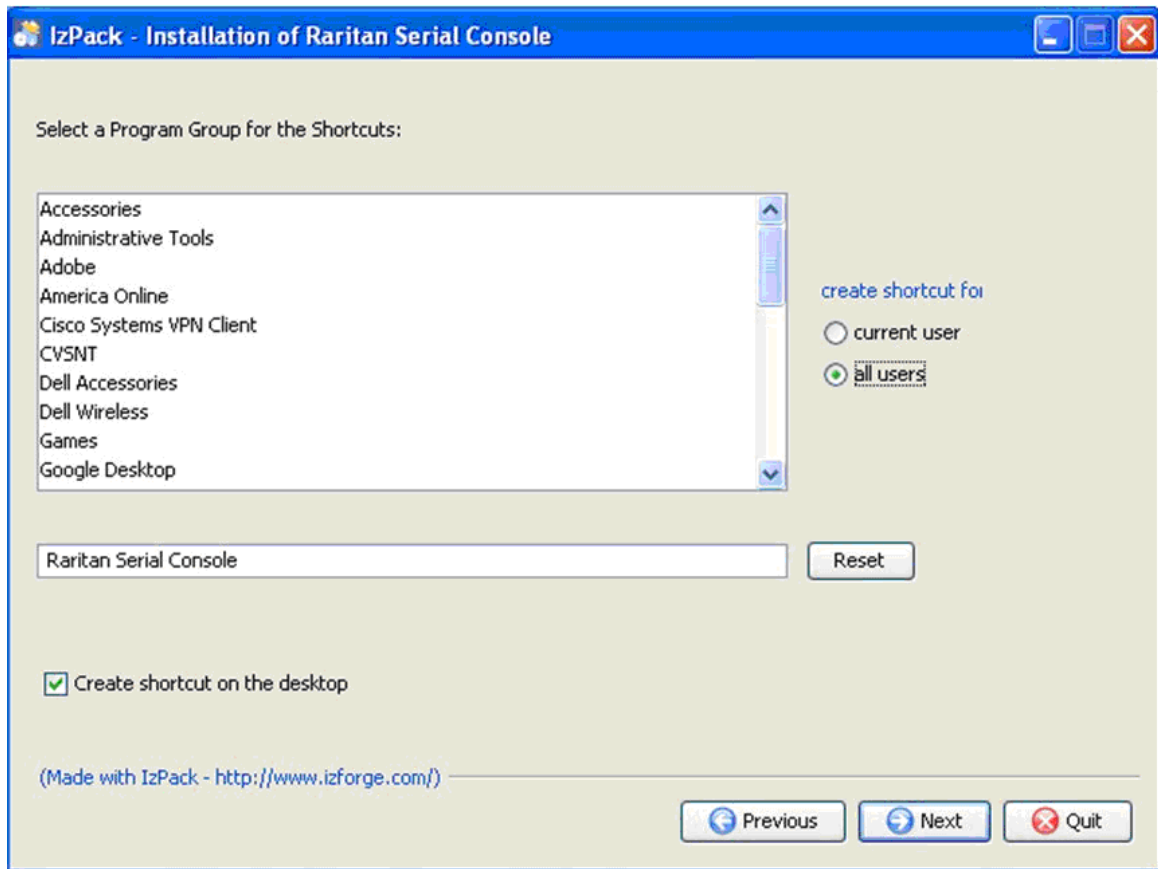 IzPack - Installation of Raritan Serial Console
Select a Program Group for the Shortcuts:
Accessories
Administrative Tools
Adobe
America Online
Cisco Systems VPN Client
CVSNT
Dell Accessories
Dell Wireless
Games
Google Desktop
create shortcut for
current user
all users
Raritan Serial Console
Reset
Create shortcut on the desktop
(Made with IzPack - http://www.izforge.com/)
Previous
Next
Quit